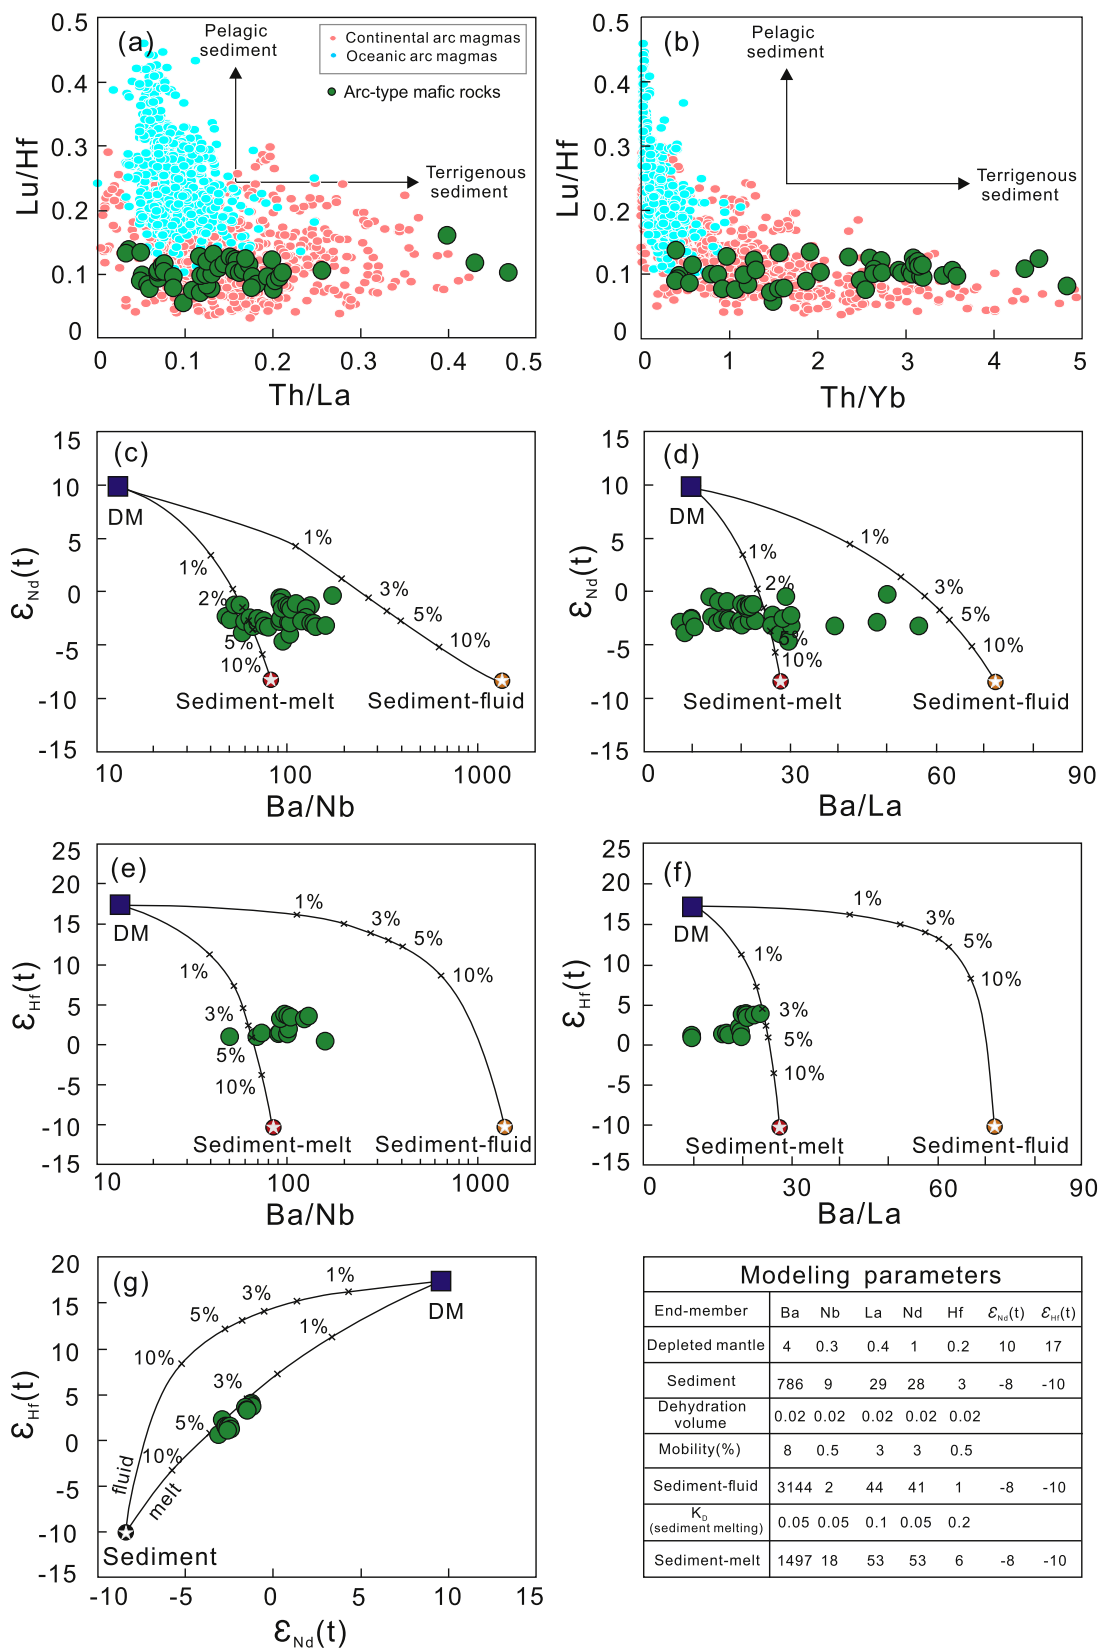 (a)
0.5
0.4
0.3
0.2
0.1
0
Lu/Hf
Pelagic
sediment
Continental arc magmas
Oceanic arc magmas
Arc-type mafic rocks
Terrigenous
sediment
0
0.1
0.2
0.3
0.4
0.5
Th/La
(b)
0.5
0.4
0.3
0.2
0.1
0
Lu/Hf
Pelagic
sediment
Terrigenous
sediment
0
1
2
3
4
5
Th/Yb
(c)
15
10
5
0
-5
-10
-15
εNd(t)
DM
1%
2%
5%
10%
1%
3%
5%
10%
Sediment-melt
Sediment-fluid
10
100
1000
Ba/Nb
(d)
15
10
5
0
-5
-10
-15
εNd(t)
DM
1%
2%
5%
10%
1%
3%
5%
10%
Sediment-melt
Sediment-fluid
0
30
60
90
Ba/La
(e)
25
20
15
10
5
0
-5
-10
-15
εHf(t)
DM
1%
3%
5%
10%
1%
3%
5%
10%
Sediment-melt
Sediment-fluid
10
100
1000
Ba/Nb
(f)
25
20
15
10
5
0
-5
-10
-15
εHf(t)
DM
1%
3%
5%
10%
1%
3%
5%
10%
Sediment-melt
Sediment-fluid
0
30
60
90
Ba/La
(g)
20
15
10
5
0
-5
-10
-15
εHf(t)
1%
3%
5%
10%
DM
1%
3%
5%
10%
fluid
melt
Sediment
-10
-5
0
5
10
15
εNd(t)
Modeling parameters
End-member Ba Nb La Nd Hf εNd(t) εHf(t)
Depleted mantle 4 0.3 0.4 1 0.2 10 17
Sediment 786 9 29 28 3 -8 -10
Dehydration
volume 0.02 0.02 0.02 0.02 0.02
Mobility(%) 8 0.5 3 3 0.5
Sediment-fluid 3144 2 44 41 1 -8 -10
KD
(sediment melting) 0.05 0.05 0.1 0.05 0.2
Sediment-melt 1497 18 53 53 6 -8 -10